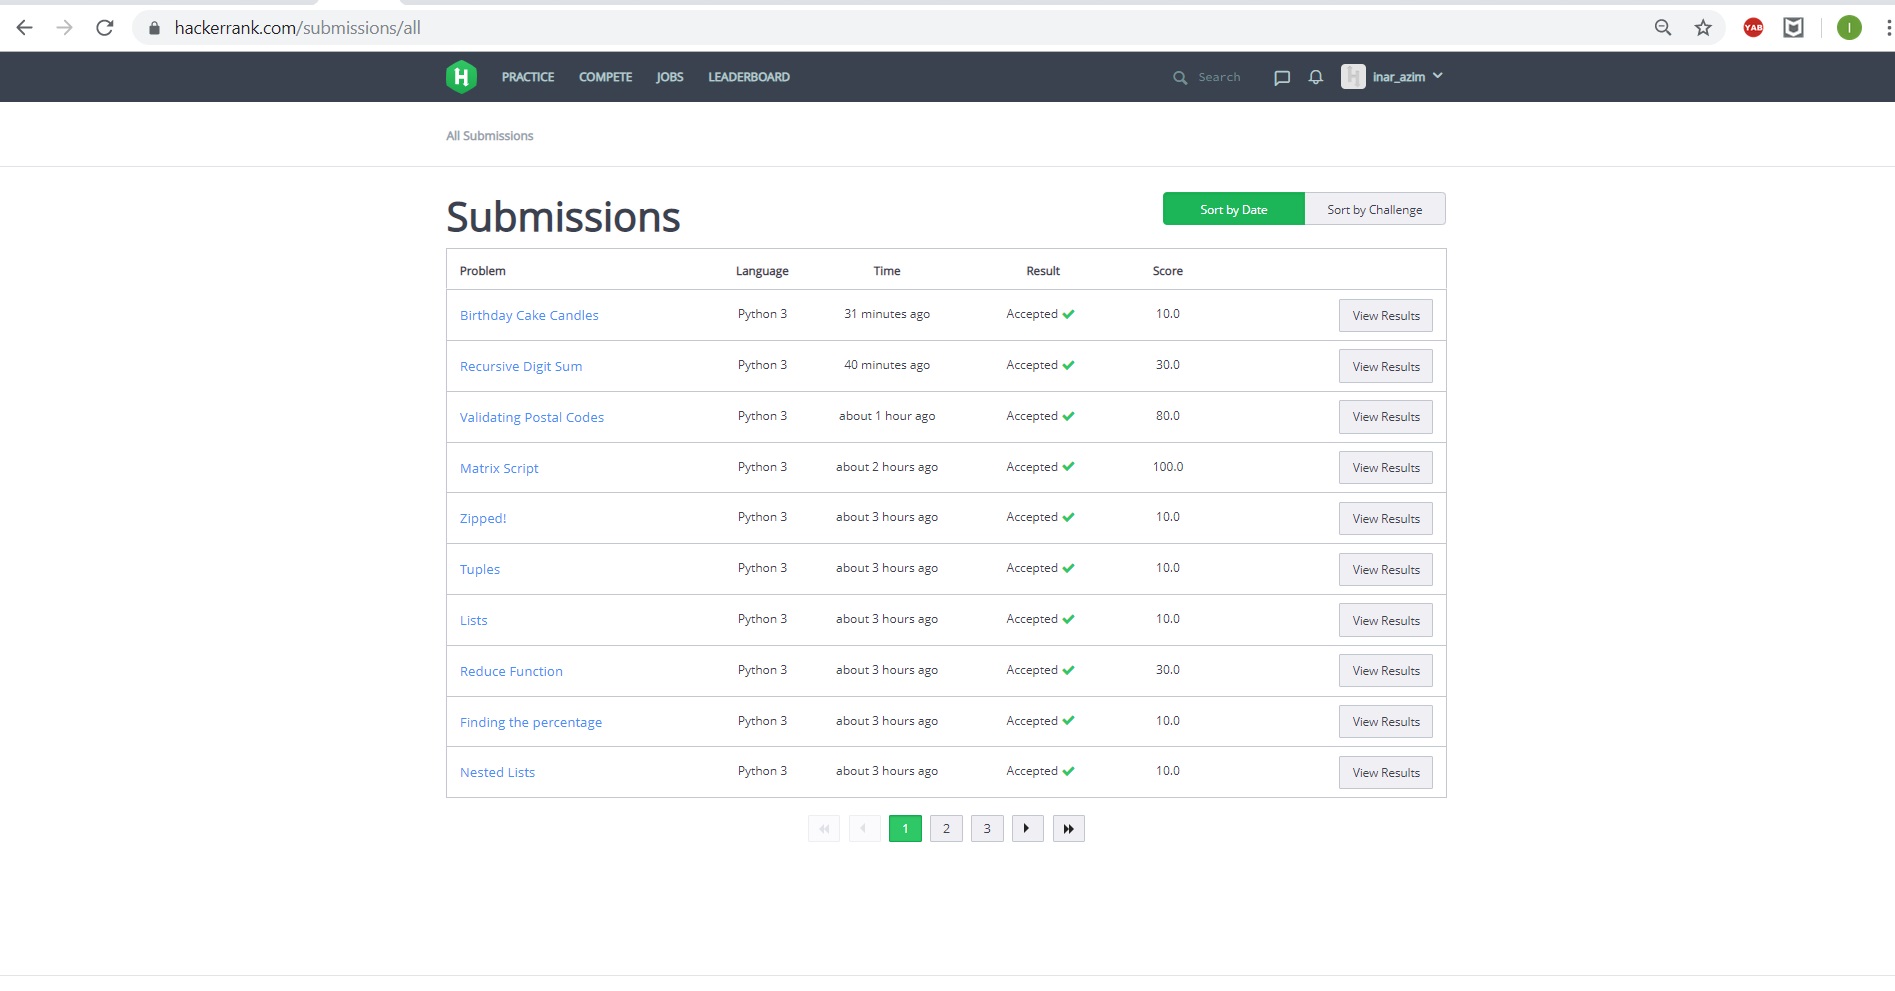 hackerrank.com/submissions/all
YAB
I
H
PRACTICE COMPETE JOBS LEADERBOARD Search H inar_azim
All Submissions
Submissions
Sort by Date Sort by Challenge
Problem Language Time Result Score
Birthday Cake Candles Python 3 31 minutes ago Accepted 10.0 View Results
Recursive Digit Sum Python 3 40 minutes ago Accepted 30.0 View Results
Validating Postal Codes Python 3 about 1 hour ago Accepted 80.0 View Results
Matrix Script Python 3 about 2 hours ago Accepted 100.0 View Results
Zipped! Python 3 about 3 hours ago Accepted 10.0 View Results
Tuples Python 3 about 3 hours ago Accepted 10.0 View Results
Lists Python 3 about 3 hours ago Accepted 10.0 View Results
Reduce Function Python 3 about 3 hours ago Accepted 30.0 View Results
Finding the percentage Python 3 about 3 hours ago Accepted 10.0 View Results
Nested Lists Python 3 about 3 hours ago Accepted 10.0 View Results
1 2 3